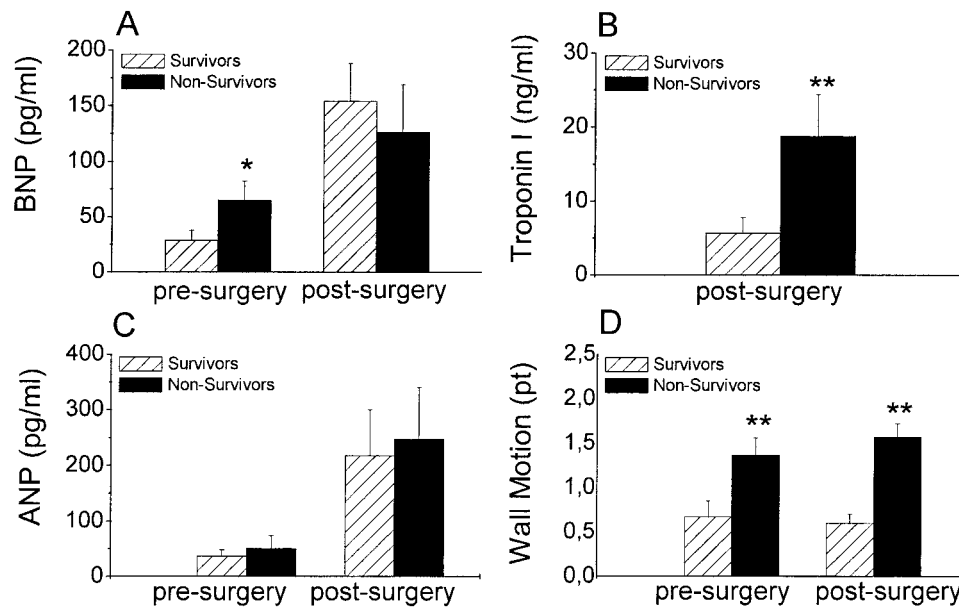 A
BNP (pg/ml)
200
150
100
50
0
Survivors
Non-Survivors
*
pre-surgery
post-surgery
B
Troponin I (ng/ml)
30
20
10
0
Survivors
Non-Survivors
**
post-surgery
C
ANP (pg/ml)
400
300
200
100
0
Survivors
Non-Survivors
pre-surgery
post-surgery
D
Wall Motion (pt)
2,5
2,0
1,5
1,0
0,5
0,0
Survivors
Non-Survivors
**
**
pre-surgery
post-surgery